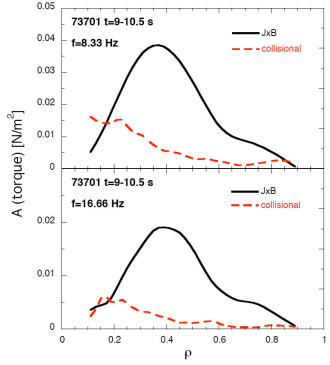 0.05
73701 t=9-10.5 s
JxB
0.04
f=8.33 Hz
collisional
0.03
0.02
0.01
0
A (torque) [N/m²]
73701 t=9-10.5 s
JxB
f=16.66 Hz
collisional
0.02
0.01
0
0 0.2 0.4 0.6 0.8 1
ρ